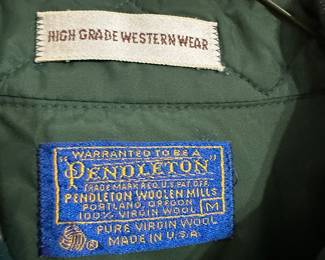 HIGH GRADE WESTERN WEAR
WARRANTED TO BE A
"PENDLETON"
TRADE MARK REG. U.S. PAT. OFF.
PENDLETON WOOLEN MILLS
PORTLAND, OREGON
100% VIRGIN WOOL M
PURE VIRGIN WOOL
MADE IN U.S.A.